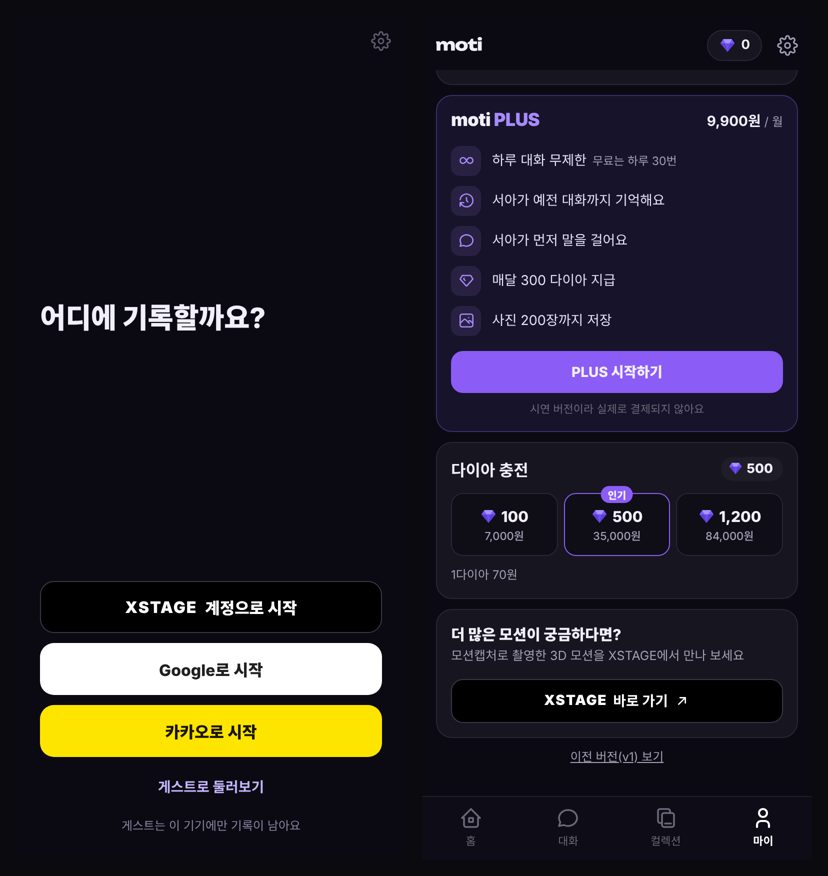 어디에 기록할까요?
XSTAGE 계정으로 시작
Google로 시작
카카오로 시작
게스트로 둘러보기
게스트는 이 기기에만 기록이 남아요
moti
0
moti PLUS
9,900원 / 월
하루 대화 무제한 무료는 하루 30번
서아가 예전 대화까지 기억해요
서아가 먼저 말을 걸어요
매달 300 다이아 지급
사진 200장까지 저장
PLUS 시작하기
시연 버전이라 실제로 결제되지 않아요
다이아 충전
500
인기
100
7,000원
500
35,000원
1,200
84,000원
1다이아 70원
더 많은 모션이 궁금하다면?
모션캡처로 촬영한 3D 모션을 XSTAGE에서 만나 보세요
XSTAGE 바로 가기 ↗
이전 버전(v1) 보기
홈
대화
컬렉션
마이